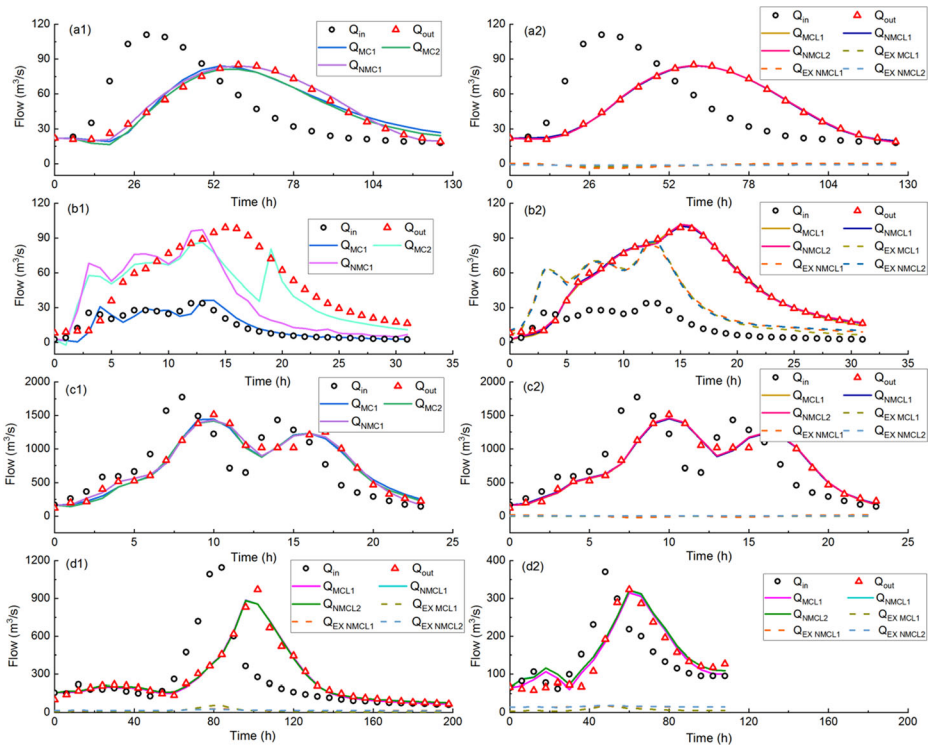 (a1)
Q_in Q_out
Q_MC1 Q_MC2
Q_NMC1
120
90
60
30
0
Flow (m³/s)
0 26 52 78 104 130
Time (h)
(a2)
Q_in Q_out
Q_MCL1 Q_NMCL1
Q_NMCL2 Q_EX MCL1
Q_EX NMCL1 Q_EX NMCL2
120
90
60
30
0
Flow (m³/s)
0 26 52 78 104 130
Time (h)
(b1)
Q_in Q_out
Q_MC1 Q_MC2
Q_NMC1
120
90
60
30
0
Flow (m³/s)
0 5 10 15 20 25 30 35
Time (h)
(b2)
Q_in Q_out
Q_MCL1 Q_NMCL1
Q_NMCL2 Q_EX MCL1
Q_EX NMCL1 Q_EX NMCL2
120
90
60
30
0
Flow (m³/s)
0 5 10 15 20 25 30 35
Time (h)
(c1)
Q_in Q_out
Q_MC1 Q_MC2
Q_NMC1
2000
1500
1000
500
0
Flow (m³/s)
0 5 10 15 20 25
Time (h)
(c2)
Q_in Q_out
Q_MCL1 Q_NMCL1
Q_NMCL2 Q_EX MCL1
Q_EX NMCL1 Q_EX NMCL2
2000
1500
1000
500
0
Flow (m³/s)
0 5 10 15 20 25
Time (h)
(d1)
Q_in Q_out
Q_MCL1 Q_NMCL1
Q_NMCL2 Q_EX MCL1
Q_EX NMCL1 Q_EX NMCL2
1200
900
600
300
0
Flow (m³/s)
0 40 80 120 160 200
Time (h)
(d2)
Q_in Q_out
Q_MCL1 Q_NMCL1
Q_NMCL2 Q_EX MCL1
Q_EX NMCL1 Q_EX NMCL2
400
300
200
100
0
Flow (m³/s)
0 40 80 120 160 200
Time (h)